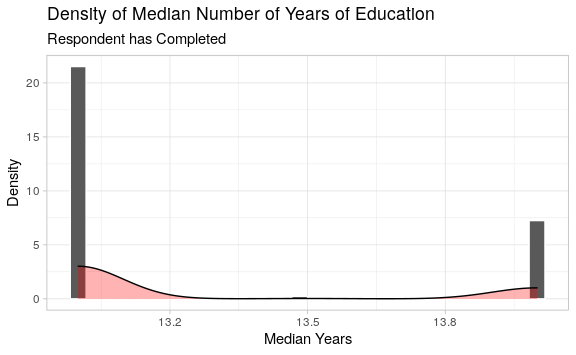 Density of Median Number of Years of Education
Respondent has Completed
20
15
10
5
0
Density
13.2
13.5
13.8
Median Years